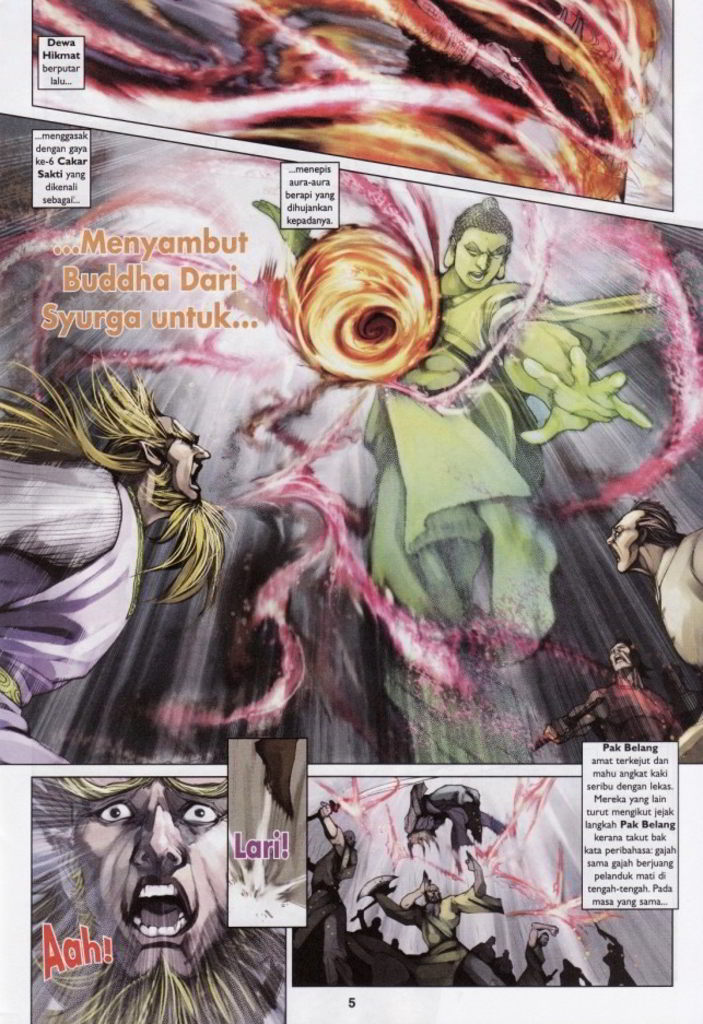 Dewa
Hikmat
berputar
lalu...
...menggasak
dengan gaya
ke-6 Cakar
Sakti yang
dikenali
sebagai...
...menepis
aura-aura
berapi yang
dihujankan
kepadanya.
...Menyambut
Buddha Dari
Syurga untuk...
Pak Belang
amat terkejut dan
mahu angkat kaki
seribu dengan lekas.
Mereka yang lain
turut mengikut jejak
langkah Pak Belang
kerana takut bak
kata peribahasa: gajah
sama gajah berjuang
pelanduk mati di
tengah-tengah. Pada
masa yang sama...
Lari!
Aah!
5